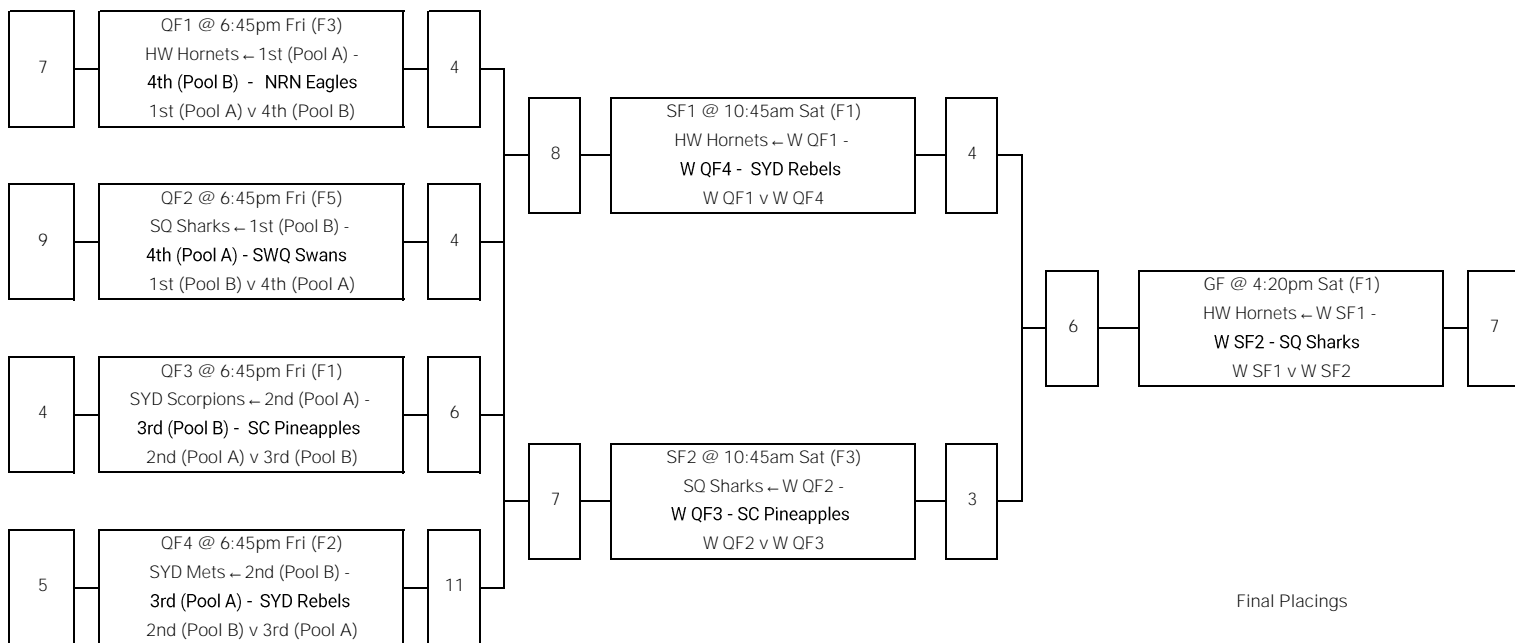 7
QF1 @ 6:45pm Fri (F3)
HW Hornets ← 1st (Pool A) -
4th (Pool B) - NRN Eagles
1st (Pool A) v 4th (Pool B)
4
9
QF2 @ 6:45pm Fri (F5)
SQ Sharks ← 1st (Pool B) -
4th (Pool A) - SWQ Swans
1st (Pool B) v 4th (Pool A)
4
4
QF3 @ 6:45pm Fri (F1)
SYD Scorpions ← 2nd (Pool A) -
3rd (Pool B) - SC Pineapples
2nd (Pool A) v 3rd (Pool B)
6
5
QF4 @ 6:45pm Fri (F2)
SYD Mets ← 2nd (Pool B) -
3rd (Pool A) - SYD Rebels
2nd (Pool B) v 3rd (Pool A)
11
8
SF1 @ 10:45am Sat (F1)
HW Hornets ← W QF1 -
W QF4 - SYD Rebels
W QF1 v W QF4
4
7
SF2 @ 10:45am Sat (F3)
SQ Sharks ← W QF2 -
W QF3 - SC Pineapples
W QF2 v W QF3
3
6
GF @ 4:20pm Sat (F1)
HW Hornets ← W SF1 -
W SF2 - SQ Sharks
W SF1 v W SF2
7
Final Placings